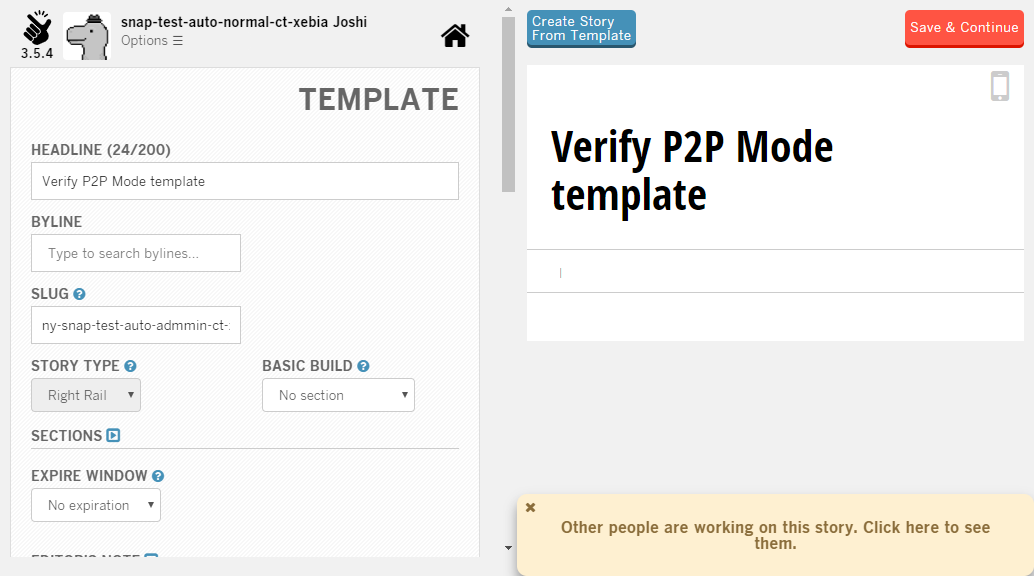 snap-test-auto-normal-ct-xebia Joshi
Options ☰
3.5.4
Create Story
From Template
Save & Continue
TEMPLATE
HEADLINE (24/200)
Verify P2P Mode template
BYLINE
Type to search bylines...
SLUG
ny-snap-test-auto-admmin-ct-
STORY TYPE
BASIC BUILD
Right Rail
No section
SECTIONS
EXPIRE WINDOW
No expiration
Verify P2P Mode
template
Other people are working on this story. Click here to see
them.